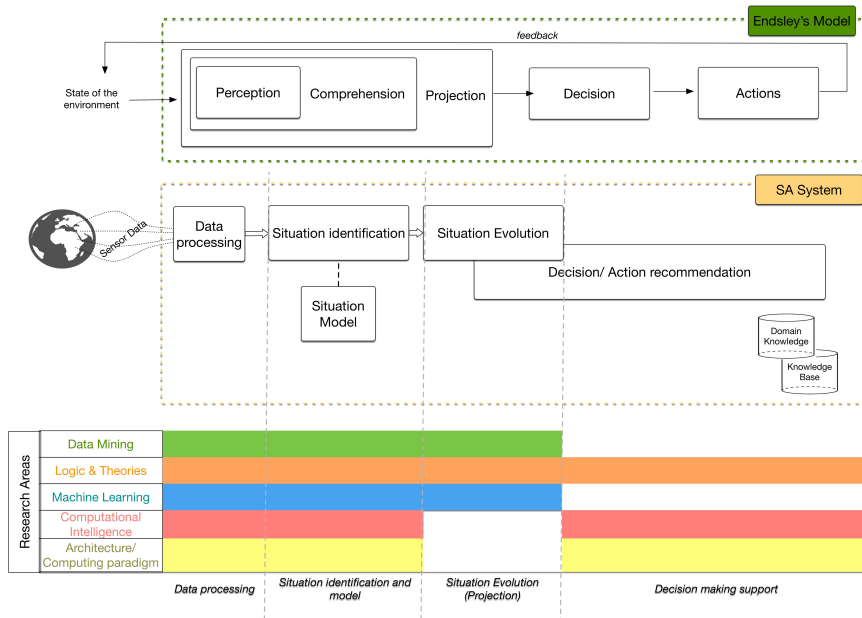 Endsley's Model
feedback
State of the
environment
Perception
Comprehension
Projection
Decision
Actions
SA System
Sensor Data
Data
processing
Situation identification
Situation Evolution
Decision/ Action recommendation
Situation
Model
Domain
Knowledge
Knowledge
Base
Research Areas
Data Mining
Logic & Theories
Machine Learning
Computational
Intelligence
Architecture/
Computing paradigm
Data processing
Situation identification and
model
Situation Evolution
(Projection)
Decision making support